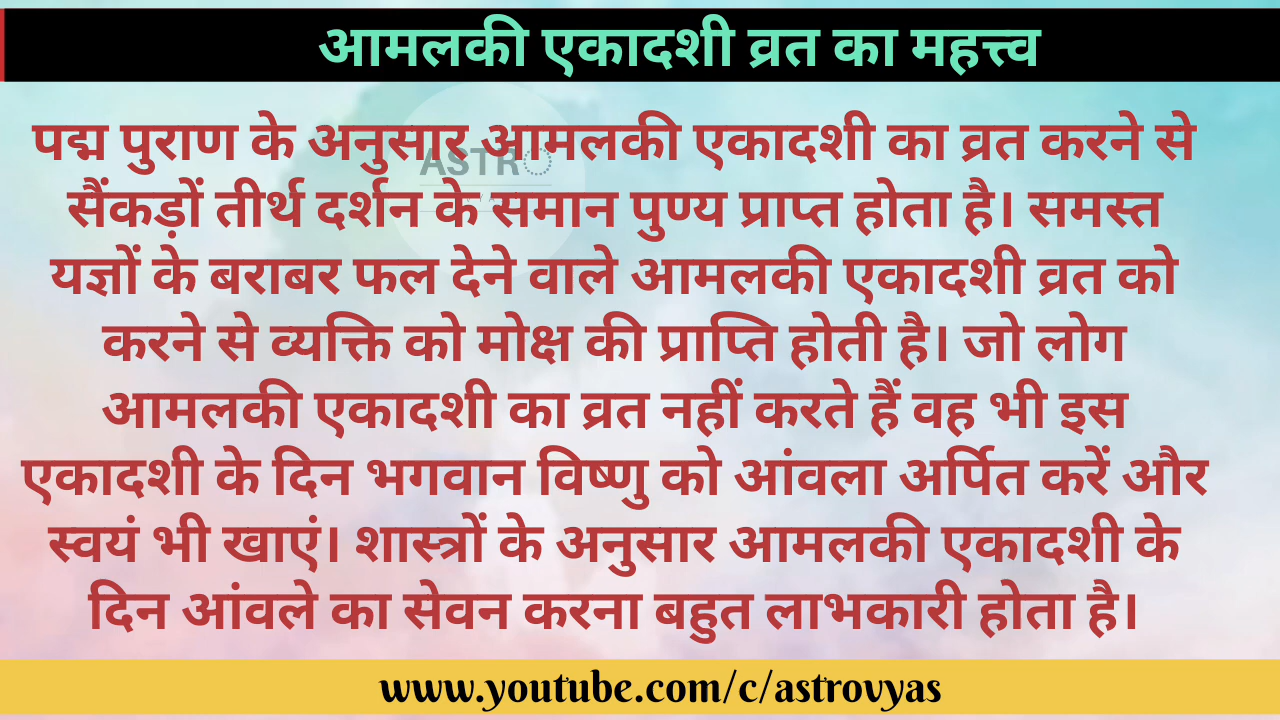 आमलकी एकादशी व्रत का महत्त्व
पद्म पुराण के अनुसार आमलकी एकादशी का व्रत करने से
सैंकड़ों तीर्थ दर्शन के समान पुण्य प्राप्त होता है। समस्त
यज्ञों के बराबर फल देने वाले आमलकी एकादशी व्रत को
करने से व्यक्ति को मोक्ष की प्राप्ति होती है। जो लोग
आमलकी एकादशी का व्रत नहीं करते हैं वह भी इस
एकादशी के दिन भगवान विष्णु को आंवला अर्पित करें और
स्वयं भी खाएं। शास्त्रों के अनुसार आमलकी एकादशी के
दिन आंवले का सेवन करना बहुत लाभकारी होता है।
ASTRO
www.youtube.com/c/astrovyas